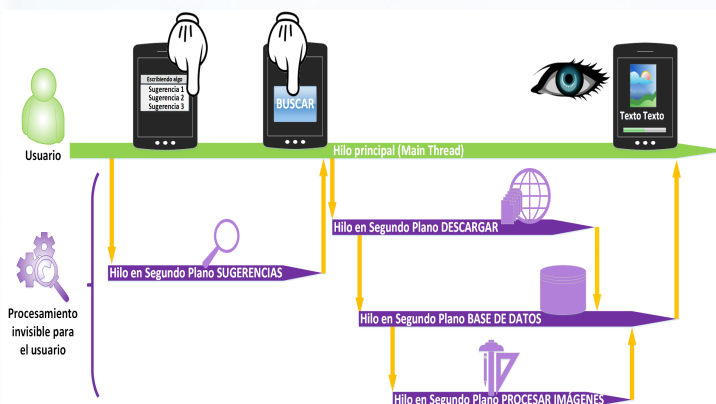 Escribiendo algo
Sugerencia 1
Sugerencia 2
Sugerencia 3
BUSCAR
Texto Texto
Usuario
Hilo principal (Main Thread)
Hilo en Segundo Plano DESCARGAR
Hilo en Segundo Plano SUGERENCIAS
Procesamiento
invisible para
el usuario
Hilo en Segundo Plano BASE DE DATOS
Hilo en Segundo Plano PROCESAR IMÁGENES